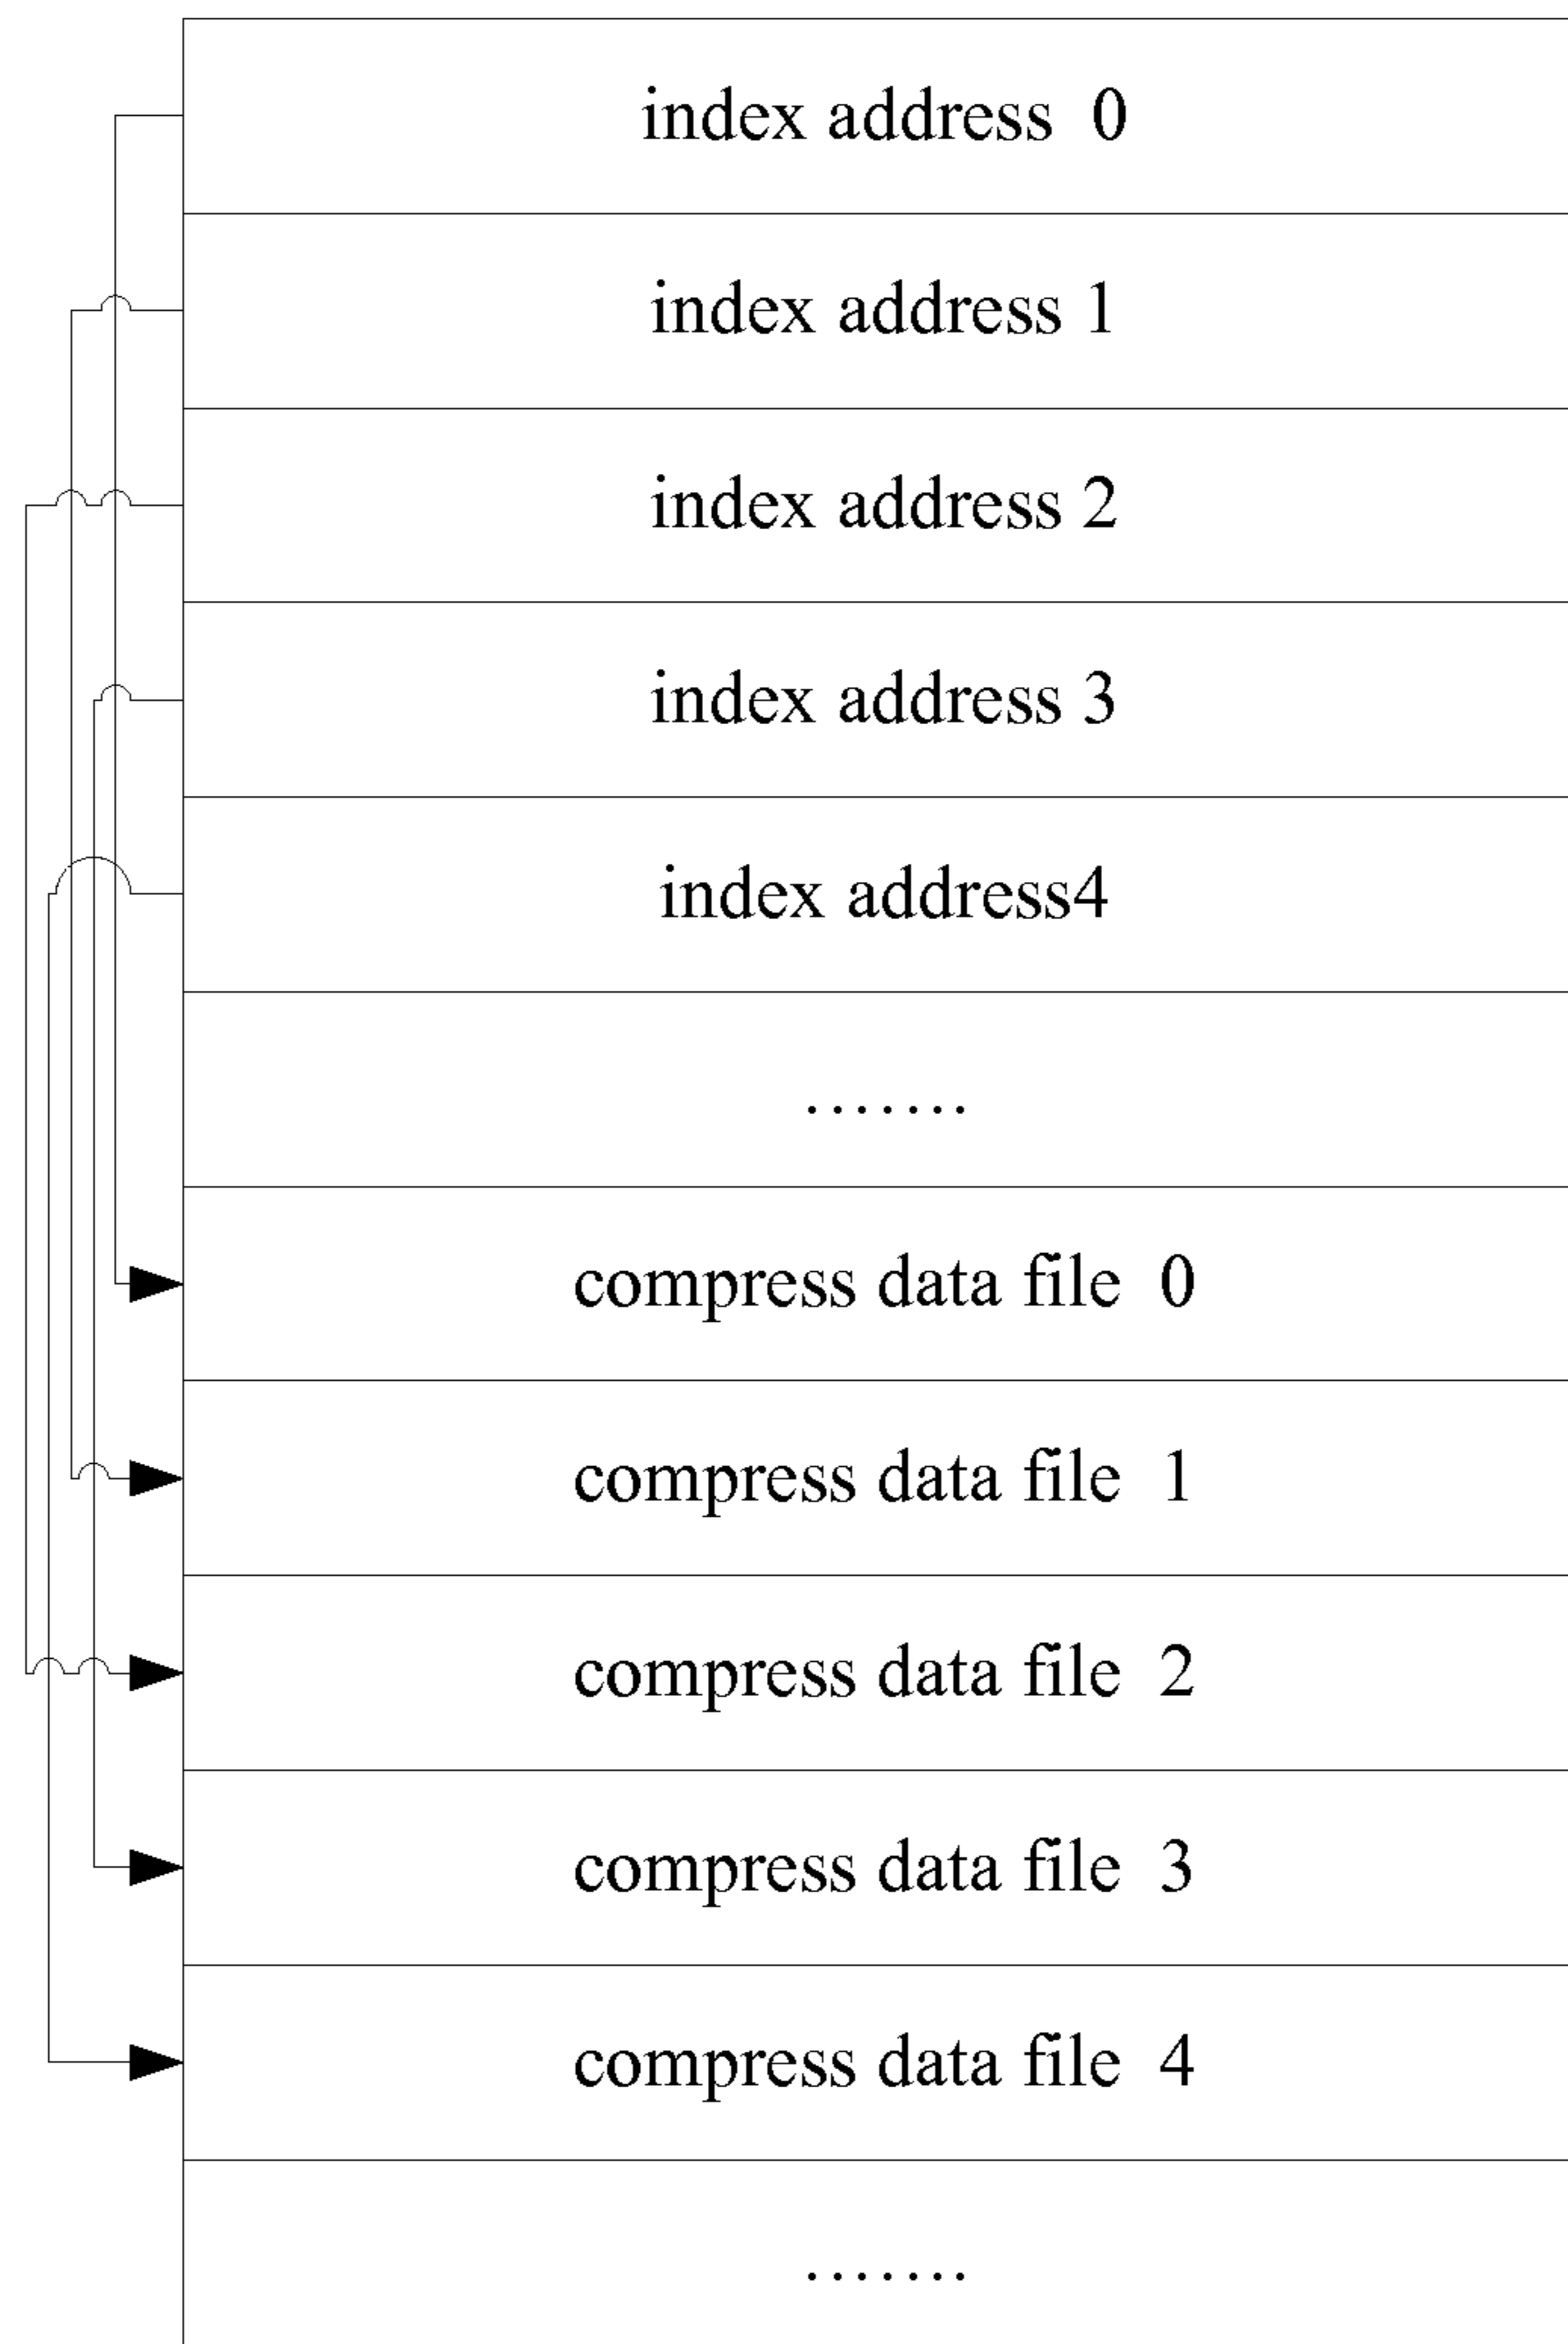 index address 0
index address 1
index address 2
index address 3
index address4
.......
compress data file 0
compress data file 1
compress data file 2
compress data file 3
compress data file 4
.......